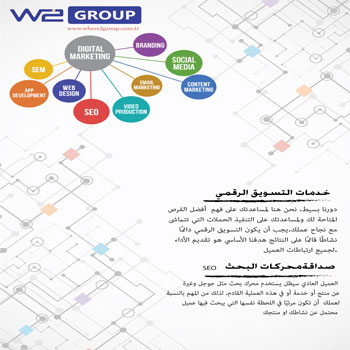 W2 GROUP
www.where2group.com.tr
DIGITAL
MARKETING
BRANDING
SOCIAL
MEDIA
SEM
EMAIL
MARKETING
CONTENT
MARKETING
APP
DEVELOPMENT
WEB
DESIGN
SEO
VIDEO
PRODUCTION
خدمات التسويق الرقمي
دورنا بسيط. نحن هنا لمساعدتك على فهم أفضل الفرص
المتاحة لك ولمساعدتك على التنفيذ الحملات التي تتماشى
مع نجاح عملك.يجب أن يكون التسويق الرقمي دائمًا
نشاطًا قائمًا على النتائج هدفنا الأساسي هو تقديم الأداء
لجميع ارتباطات العميل.
صداقةمحركات البحث SEO
العميل العادي سيظل يستخدم محرك بحث مثل جوجل وغيرة
عن منتج أو خدمة أو في هذه العملية القادم. لذلك من المهم بالنسبة
لعملك أن تكون مرئيًا في اللحظة نفسها التي يبحث فيها عميل
محتمل عن نشاطك او منتجك